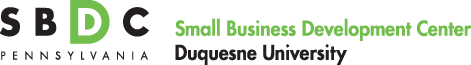 SBDC
PENNSYLVANIA
Small Business Development Center
Duquesne University